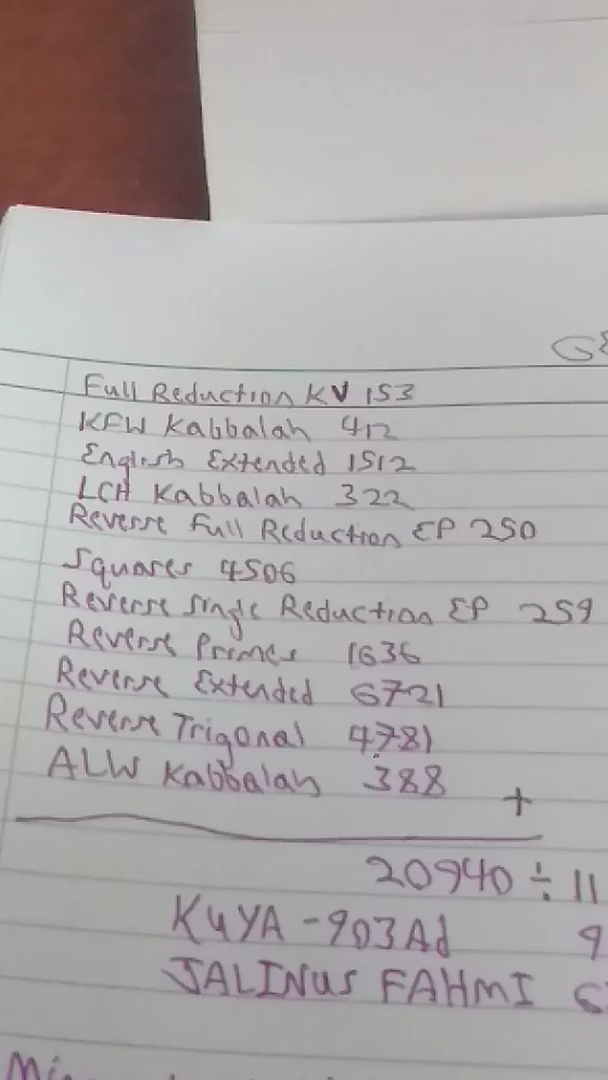 Full Reduction KV 153
KFW Kabbalah 412
English Extended 1512
LCH Kabbalah 322
Reverse Full Reduction EP 250
Squares 4506
Reverse Single Reduction EP 259
Reverse Primes 1636
Reverse Extended 6721
Reverse Trigonal 4781
ALW Kabbalah 388 +
20940 ÷ 11
KUYA-903Ad 9
JALINUS FAHMI 6